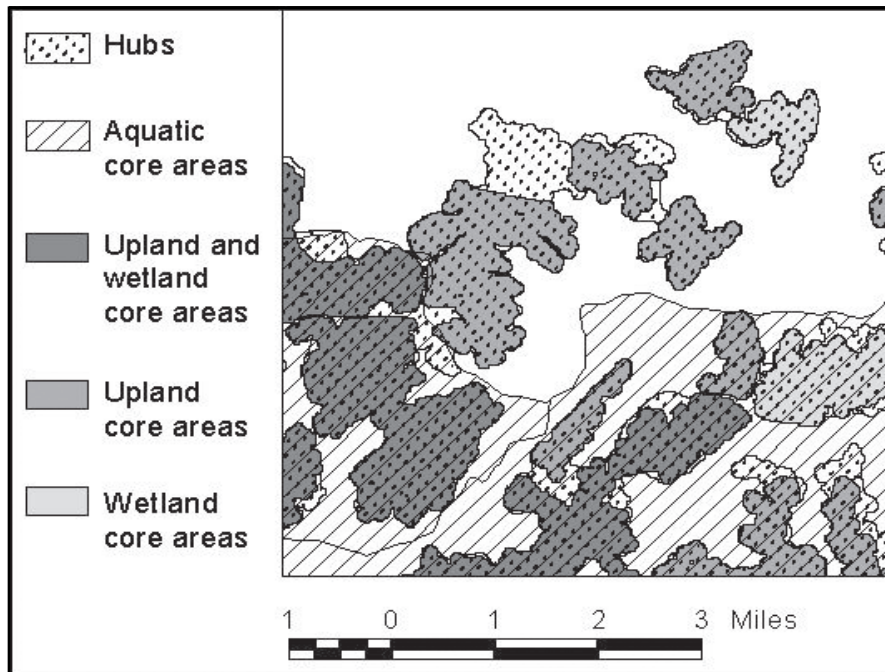 Hubs
Aquatic
core areas
Upland and
wetland
core areas
Upland
core areas
Wetland
core areas
1 0 1 2 3 Miles